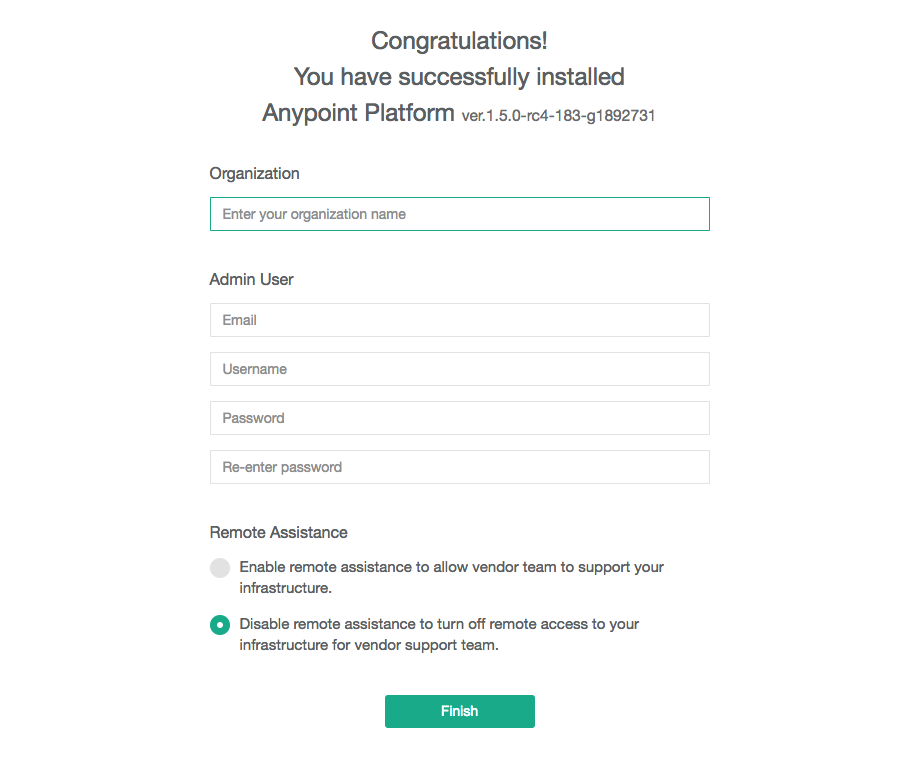 Congratulations!
You have successfully installed
Anypoint Platform ver.1.5.0-rc4-183-g1892731
Organization
Enter your organization name
Admin User
Email
Username
Password
Re-enter password
Remote Assistance
Enable remote assistance to allow vendor team to support your
infrastructure.
Disable remote assistance to turn off remote access to your
infrastructure for vendor support team.
Finish